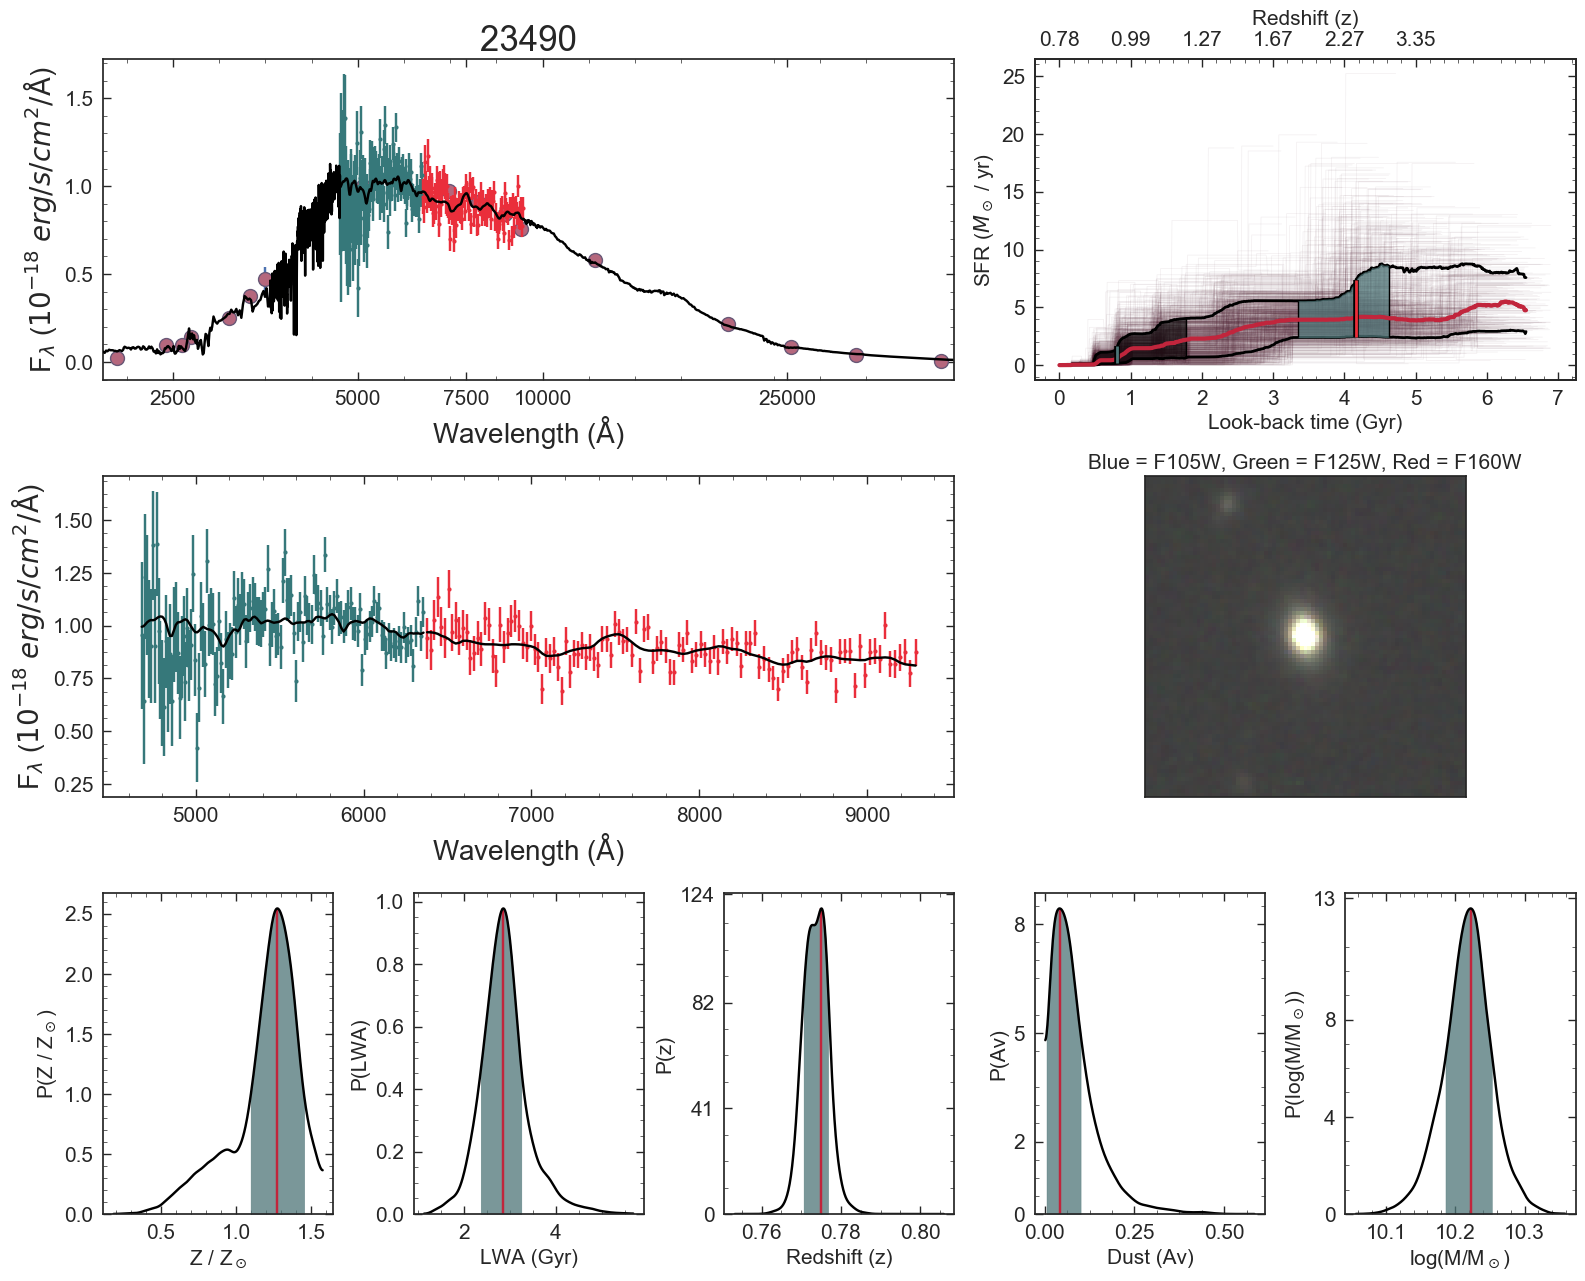 23490
F$_\lambda$ (10$^{-18}$ erg/s/cm$^2$/Å)
0.0 0.5 1.0 1.5
2500 5000 7500 10000 25000
Wavelength (Å)
Redshift (z)
0.78 0.99 1.27 1.67 2.27 3.35
SFR (M$_\odot$ / yr)
0 5 10 15 20 25
0 1 2 3 4 5 6 7
Look-back time (Gyr)
F$_\lambda$ (10$^{-18}$ erg/s/cm$^2$/Å)
0.25 0.50 0.75 1.00 1.25 1.50
5000 6000 7000 8000 9000
Wavelength (Å)
Blue = F105W, Green = F125W, Red = F160W
P(Z / Z$_\odot$)
0.0 0.5 1.0 1.5 2.0 2.5
0.5 1.0 1.5
Z / Z$_\odot$
P(LWA)
0.0 0.2 0.4 0.6 0.8 1.0
2 4
LWA (Gyr)
P(z)
0 41 82 124
0.76 0.78 0.80
Redshift (z)
P(Av)
0 2 5 8
0.00 0.25 0.50
Dust (Av)
P(log(M/M$_\odot$))
0 4 8 13
10.1 10.2 10.3
log(M/M$_\odot$)